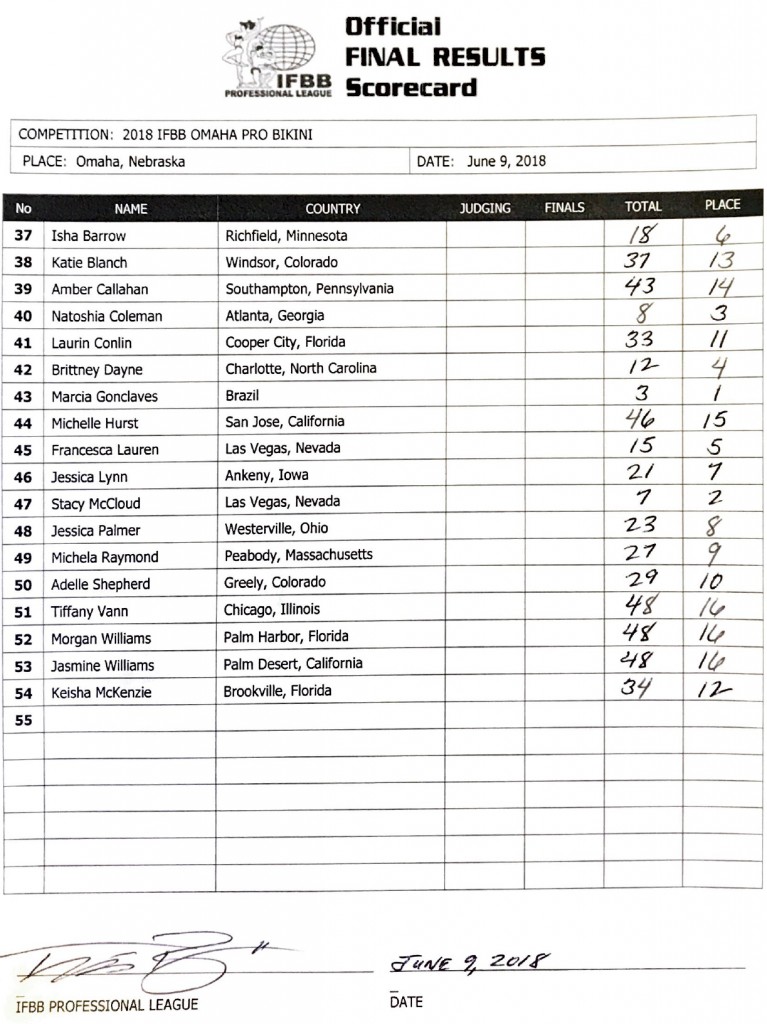 Official
FINAL RESULTS
Scorecard
IFBB
PROFESSIONAL LEAGUE
COMPETITION: 2018 IFBB OMAHA PRO BIKINI
PLACE: Omaha, Nebraska DATE: June 9, 2018
No NAME COUNTRY JUDGING FINALS TOTAL PLACE
37 Isha Barrow Richfield, Minnesota 18 6
38 Katie Blanch Windsor, Colorado 37 13
39 Amber Callahan Southampton, Pennsylvania 43 14
40 Natoshia Coleman Atlanta, Georgia 8 3
41 Laurin Conlin Cooper City, Florida 33 11
42 Brittney Dayne Charlotte, North Carolina 12 4
43 Marcia Gonclaves Brazil 3 1
44 Michelle Hurst San Jose, California 46 15
45 Francesca Lauren Las Vegas, Nevada 15 5
46 Jessica Lynn Ankeny, Iowa 21 7
47 Stacy McCloud Las Vegas, Nevada 7 2
48 Jessica Palmer Westerville, Ohio 23 8
49 Michela Raymond Peabody, Massachusetts 27 9
50 Adelle Shepherd Greely, Colorado 29 10
51 Tiffany Vann Chicago, Illinois 48 16
52 Morgan Williams Palm Harbor, Florida 48 16
53 Jasmine Williams Palm Desert, California 48 16
54 Keisha McKenzie Brookville, Florida 34 12
55
JUNE 9, 2018
IFBB PROFESSIONAL LEAGUE DATE